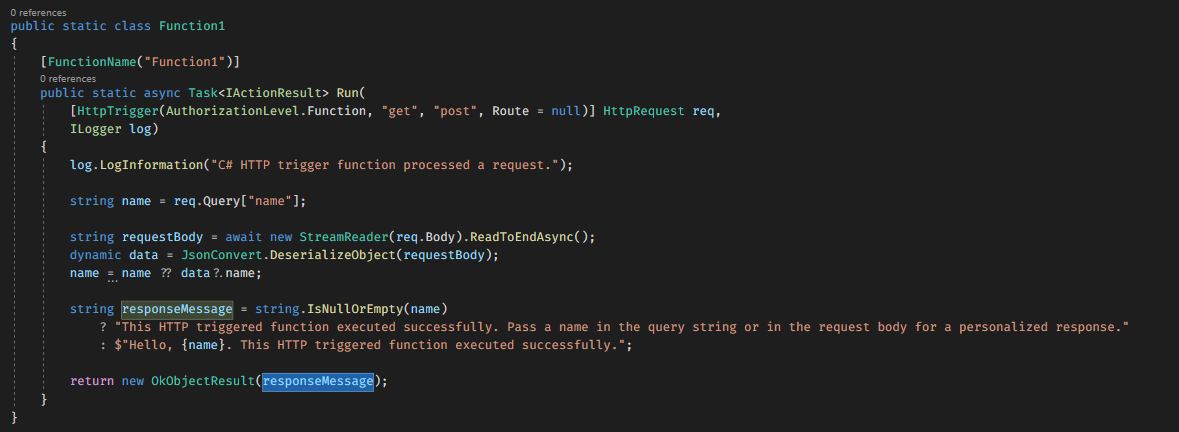 0 references
public static class Function1
{
[FunctionName("Function1")]
0 references
public static async Task<IActionResult> Run(
[HttpTrigger(AuthorizationLevel.Function, "get", "post", Route = null)] HttpRequest req,
ILogger log)
{
log.LogInformation("C# HTTP trigger function processed a request.");
string name = req.Query["name"];
string requestBody = await new StreamReader(req.Body).ReadToEndAsync();
dynamic data = JsonConvert.DeserializeObject(requestBody);
name = name ?? data?.name;
string responseMessage = string.IsNullOrEmpty(name)
? "This HTTP triggered function executed successfully. Pass a name in the query string or in the request body for a personalized response."
: $"Hello, {name}. This HTTP triggered function executed successfully.";
return new OkObjectResult(responseMessage);
}
}